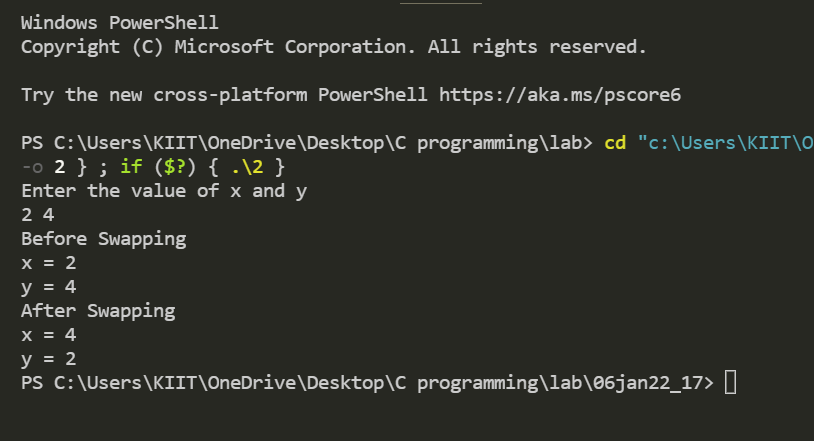 Windows PowerShell
Copyright (C) Microsoft Corporation. All rights reserved.
Try the new cross-platform PowerShell https://aka.ms/pscore6
PS C:\Users\KIIT\OneDrive\Desktop\C programming\lab> cd "c:\Users\KIIT\O
-o 2 } ; if ($?) { .\2 }
Enter the value of x and y
2 4
Before Swapping
x = 2
y = 4
After Swapping
x = 4
y = 2
PS C:\Users\KIIT\OneDrive\Desktop\C programming\lab\06jan22_17>